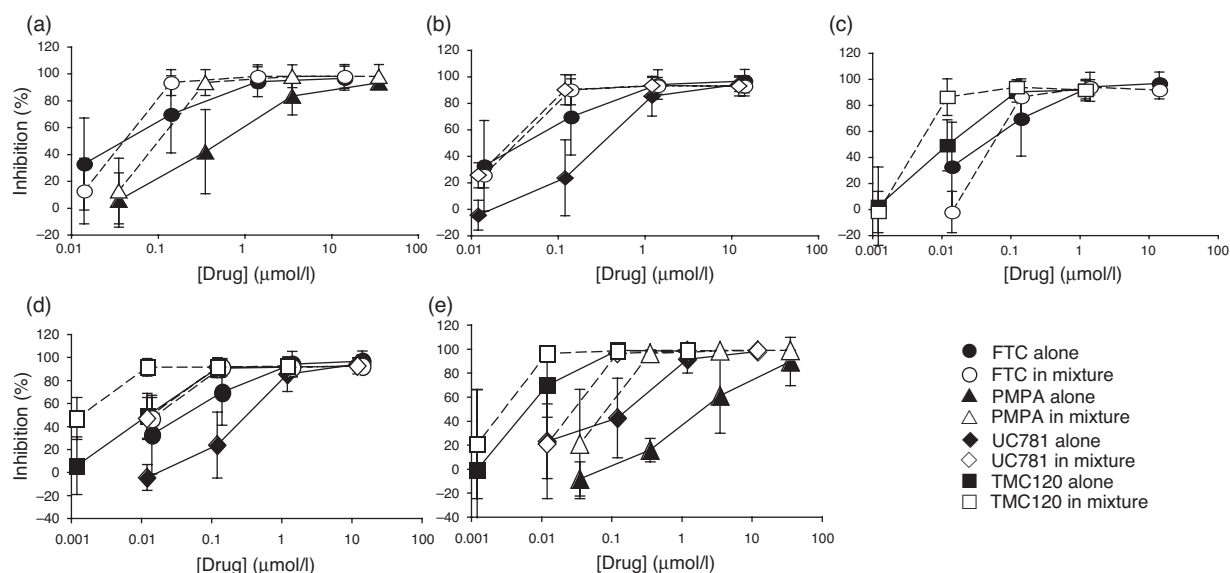 (a)
120
100
80
60
40
20
0
−20
Inhibition (%)
0.01 0.1 1 10 100
[Drug] (μmol/l)
(b)
120
100
80
60
40
20
0
−20
0.01 0.1 1 10 100
[Drug] (μmol/l)
(c)
120
100
80
60
40
20
0
−20
0.001 0.01 0.1 1 10 100
[Drug] (μmol/l)
(d)
120
100
80
60
40
20
0
−20
−40
Inhibition (%)
0.001 0.01 0.1 1 10 100
[Drug] (μmol/l)
(e)
120
100
80
60
40
20
0
−20
−40
0.001 0.01 0.1 1 10 100
[Drug] (μmol/l)
FTC alone
FTC in mixture
PMPA alone
PMPA in mixture
UC781 alone
UC781 in mixture
TMC120 alone
TMC120 in mixture